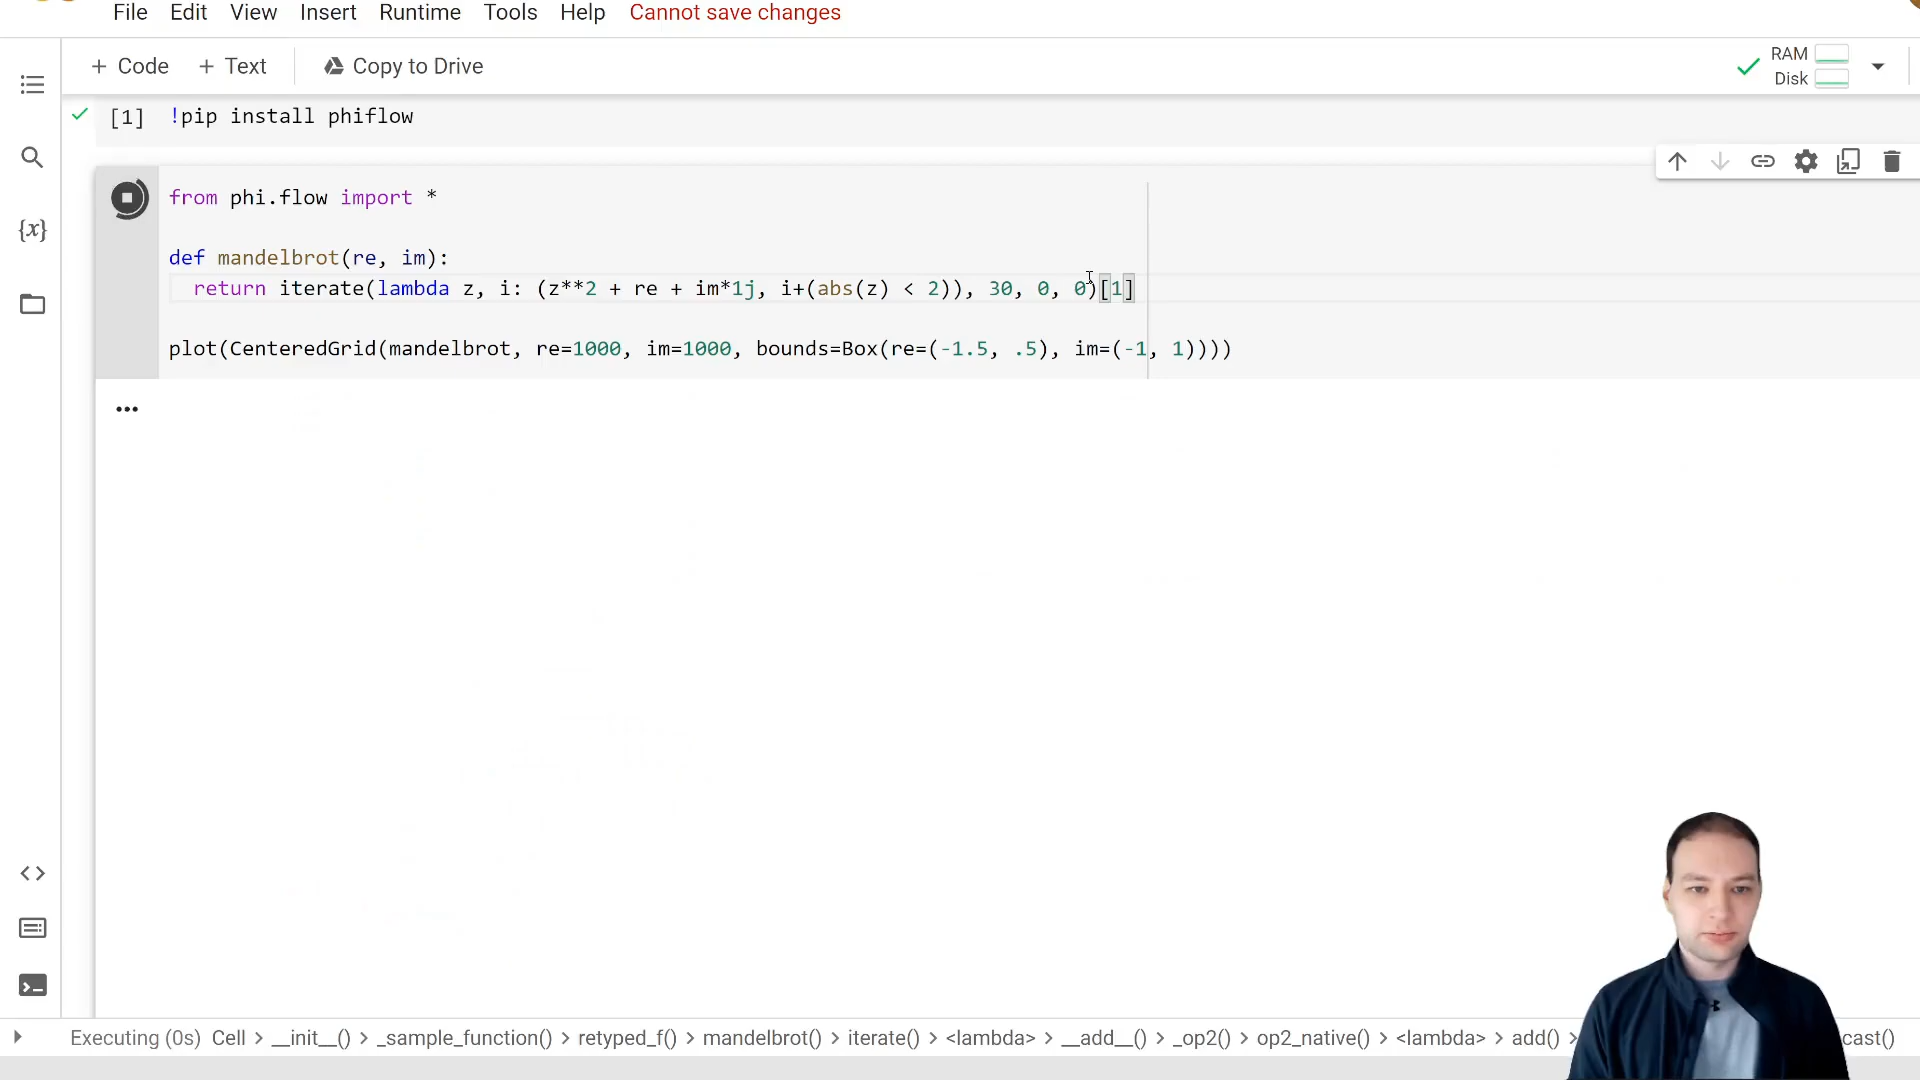 File Edit View Insert Runtime Tools Help Cannot save changes
+ Code + Text Copy to Drive
RAM
Disk
[1] !pip install phiflow
{x}
from phi.flow import *
def mandelbrot(re, im):
return iterate(lambda z, i: (z**2 + re + im*1j, i+(abs(z) < 2)), 30, 0, 0)[1]
plot(CenteredGrid(mandelbrot, re=1000, im=1000, bounds=Box(re=(-1.5, .5), im=(-1, 1))))
Executing (0s) Cell > __init__() > _sample_function() > retyped_f() > mandelbrot() > iterate() > <lambda> > __add__() > _op2() > op2_native() > <lambda> > add() > cast()